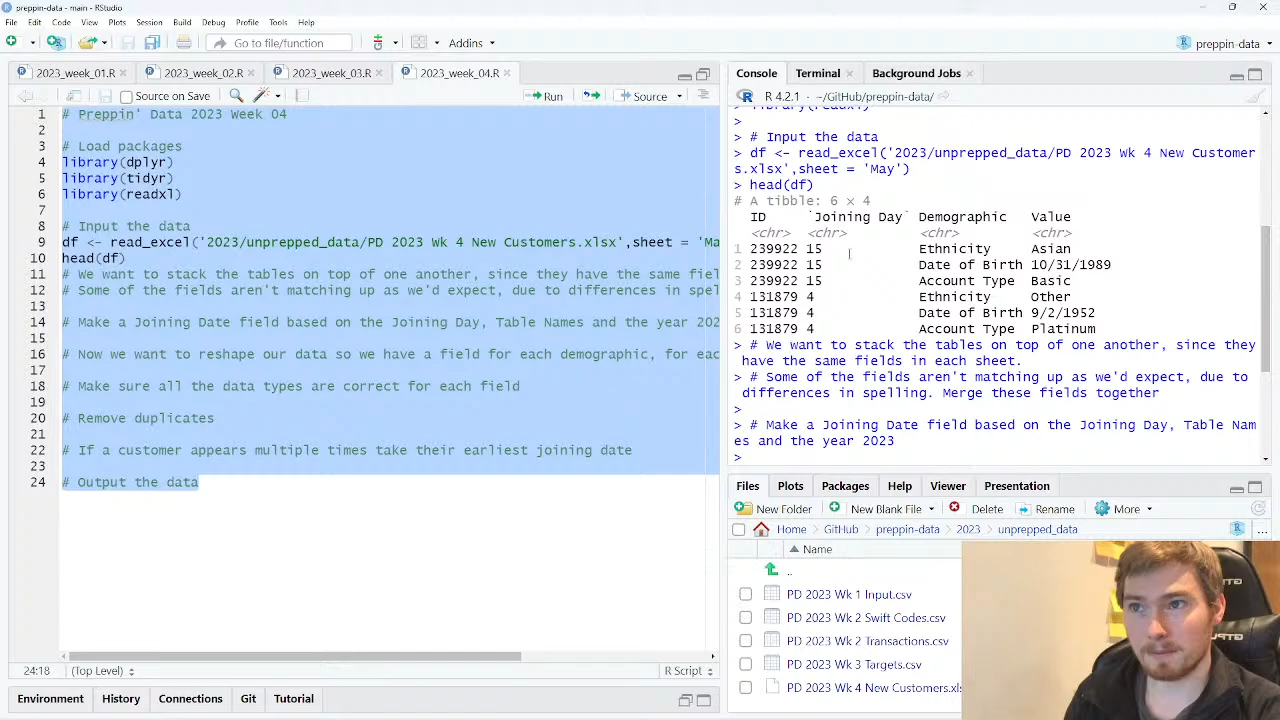 preppin-data - main - RStudio
File Edit Code View Plots Session Build Debug Profile Tools Help
Go to file/function Addins preppin-data
2023_week_01.R 2023_week_02.R 2023_week_03.R 2023_week_04.R
Source on Save Run Source
1 # Preppin' Data 2023 Week 04
2
3 # Load packages
4 library(dplyr)
5 library(tidyr)
6 library(readxl)
7
8 # Input the data
9 df <- read_excel('2023/unprepped_data/PD 2023 Wk 4 New Customers.xlsx',sheet = 'Ma
10 head(df)
11 # We want to stack the tables on top of one another, since they have the same fiel
12 # Some of the fields aren't matching up as we'd expect, due to differences in spel
13
14 # Make a Joining Date field based on the Joining Day, Table Names and the year 202
15
16 # Now we want to reshape our data so we have a field for each demographic, for eac
17
18 # Make sure all the data types are correct for each field
19
20 # Remove duplicates
21
22 # If a customer appears multiple times take their earliest joining date
23
24 # Output the data
24:18 (Top Level) R Script
Environment History Connections Git Tutorial
Console Terminal Background Jobs
R 4.2.1 · ~/GitHub/preppin-data/
> library(readxl)
>
> # Input the data
> df <- read_excel('2023/unprepped_data/PD 2023 Wk 4 New Customer
s.xlsx',sheet = 'May')
> head(df)
# A tibble: 6 × 4
ID `Joining Day` Demographic Value
<chr> <chr> <chr> <chr>
1 239922 15 Ethnicity Asian
2 239922 15 Date of Birth 10/31/1989
3 239922 15 Account Type Basic
4 131879 4 Ethnicity Other
5 131879 4 Date of Birth 9/2/1952
6 131879 4 Account Type Platinum
> # We want to stack the tables on top of one another, since they
have the same fields in each sheet.
> # Some of the fields aren't matching up as we'd expect, due to
differences in spelling. Merge these fields together
>
> # Make a Joining Date field based on the Joining Day, Table Nam
es and the year 2023
>
Files Plots Packages Help Viewer Presentation
New Folder New Blank File Delete Rename More
Home GitHub preppin-data 2023 unprepped_data ...
Name
..
PD 2023 Wk 1 Input.csv
PD 2023 Wk 2 Swift Codes.csv
PD 2023 Wk 2 Transactions.csv
PD 2023 Wk 3 Targets.csv
PD 2023 Wk 4 New Customers.xls